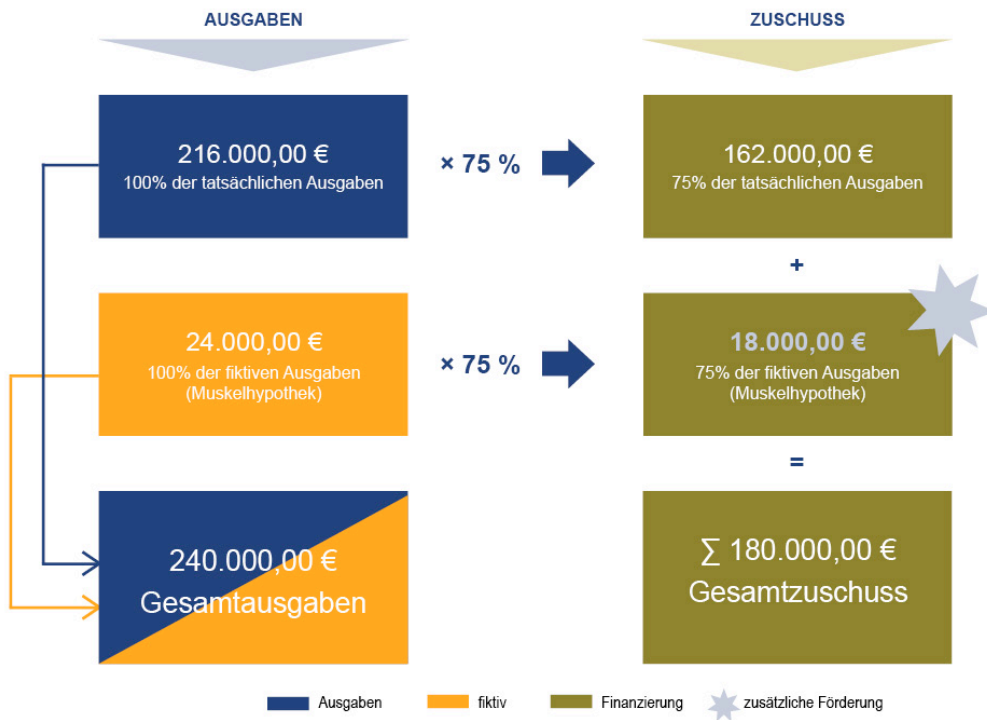 AUSGABEN
ZUSCHUSS
216.000,00 €
100% der tatsächlichen Ausgaben
× 75 %
162.000,00 €
75% der tatsächlichen Ausgaben
+
24.000,00 €
100% der fiktiven Ausgaben
(Muskelhypothek)
× 75 %
18.000,00 €
75% der fiktiven Ausgaben
(Muskelhypothek)
=
240.000,00 €
Gesamtausgaben
∑ 180.000,00 €
Gesamtzuschuss
Ausgaben
fiktiv
Finanzierung
zusätzliche Förderung